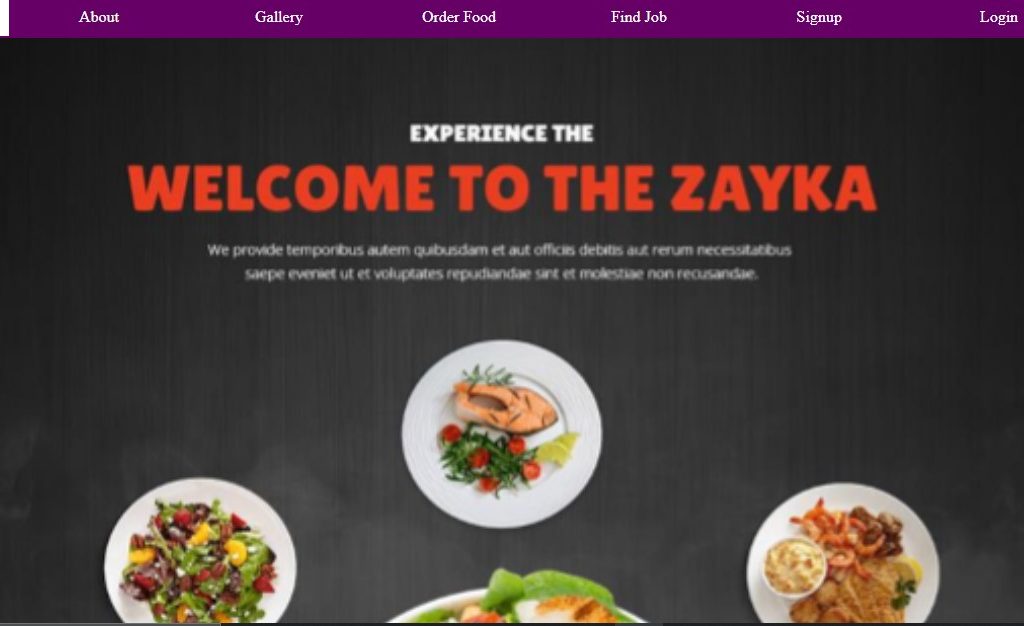 About Gallery Order Food Find Job Signup Login
EXPERIENCE THE
WELCOME TO THE ZAYKA
We provide temporibus autem quibusdam et aut officiis debitis aut rerum necessitatibus
saepe eveniet ut et voluptates repudiandae sint et molestiae non recusandae.